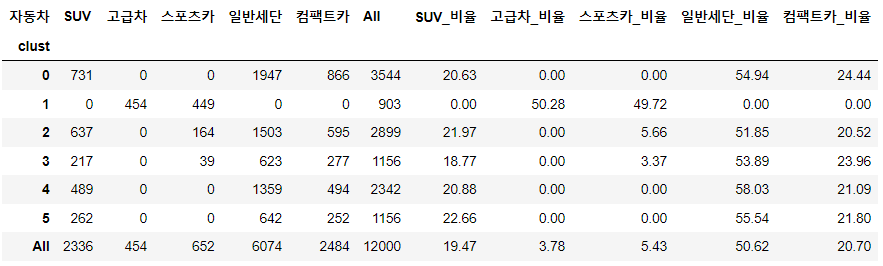 자동차 SUV 고급차 스포츠카 일반세단 컴팩트카 All SUV_비율 고급차_비율 스포츠카_비율 일반세단_비율 컴팩트카_비율
clust
0 731 0 0 1947 866 3544 20.63 0.00 0.00 54.94 24.44
1 0 454 449 0 0 903 0.00 50.28 49.72 0.00 0.00
2 637 0 164 1503 595 2899 21.97 0.00 5.66 51.85 20.52
3 217 0 39 623 277 1156 18.77 0.00 3.37 53.89 23.96
4 489 0 0 1359 494 2342 20.88 0.00 0.00 58.03 21.09
5 262 0 0 642 252 1156 22.66 0.00 0.00 55.54 21.80
All 2336 454 652 6074 2484 12000 19.47 3.78 5.43 50.62 20.70